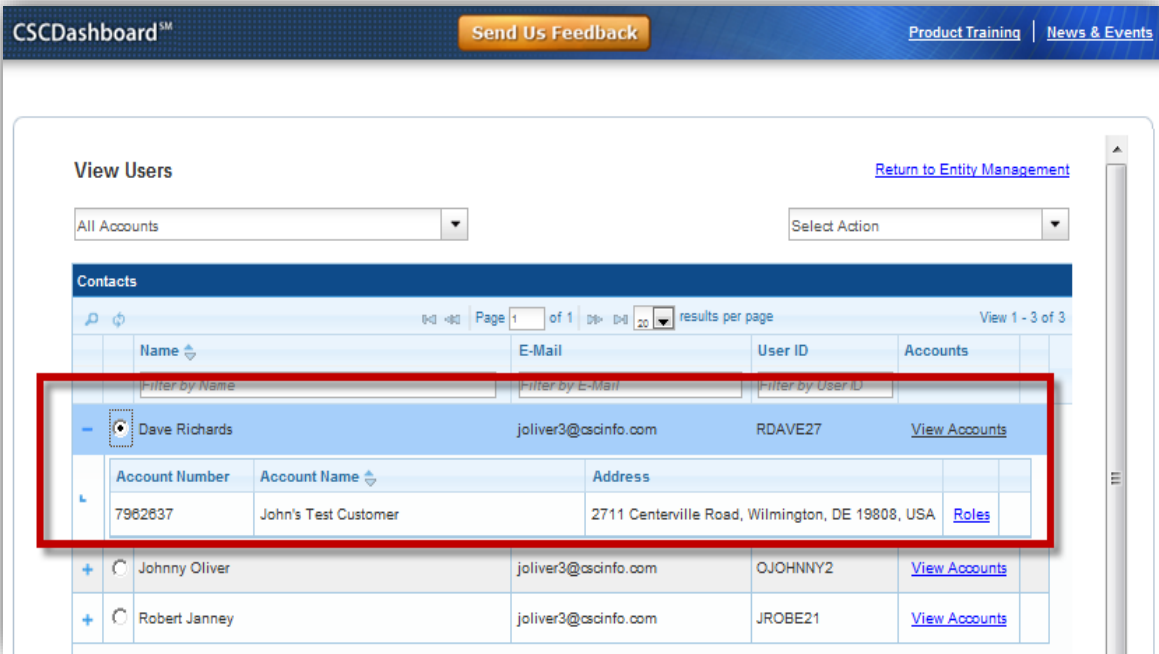 CSCDashboard℠ Send Us Feedback Product Training News & Events
View Users Return to Entity Management
All Accounts Select Action
Contacts
Page 1 of 1 20 results per page View 1 - 3 of 3
Name E-Mail User ID Accounts
Filter by Name Filter by E-Mail Filter by User ID
Dave Richards joliver3@cscinfo.com RDAVE27 View Accounts
Account Number Account Name Address
7962637 John's Test Customer 2711 Centerville Road, Wilmington, DE 19808, USA Roles
Johnny Oliver joliver3@cscinfo.com OJOHNNY2 View Accounts
Robert Janney joliver3@cscinfo.com JROBE21 View Accounts